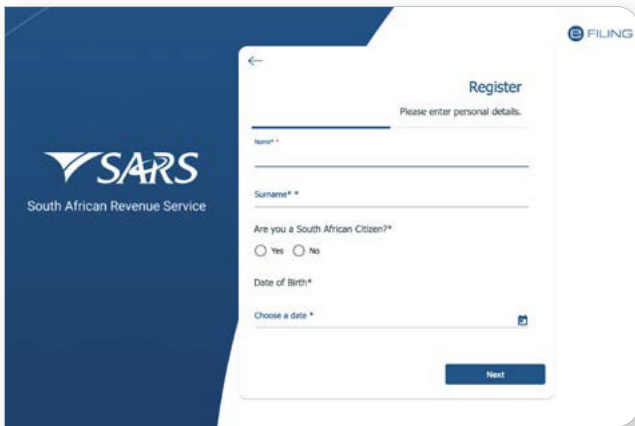 e FILING
Register
Please enter personal details.
Name* *
SARS
South African Revenue Service
Surname* *
Are you a South African Citizen?*
Yes No
Date of Birth*
Choose a date *
Next